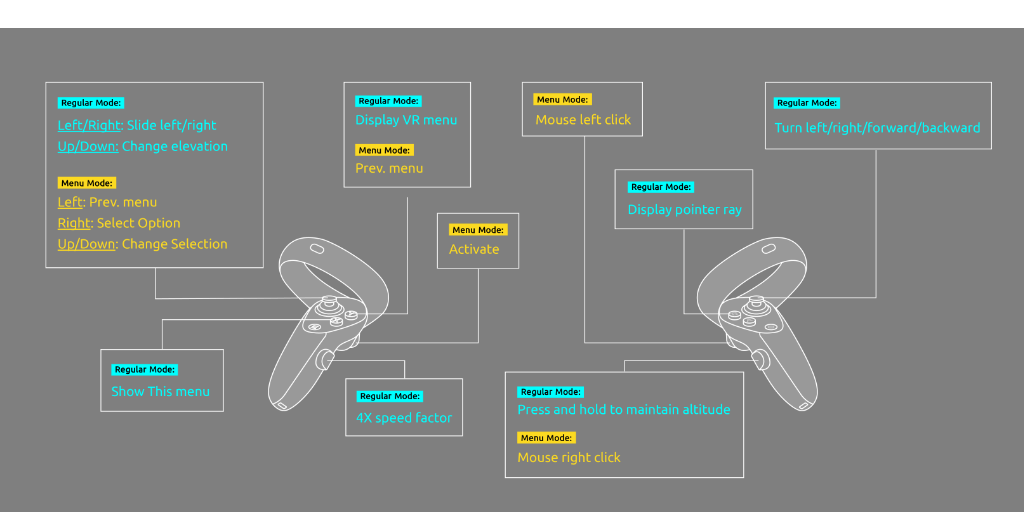 Regular Mode:
Left/Right: Slide left/right
Up/Down: Change elevation
Menu Mode:
Left: Prev. menu
Right: Select Option
Up/Down: Change Selection
Regular Mode:
Display VR menu
Menu Mode:
Prev. menu
Menu Mode:
Activate
Regular Mode:
Show This menu
Regular Mode:
4X speed factor
Menu Mode:
Mouse left click
Regular Mode:
Display pointer ray
Regular Mode:
Turn left/right/forward/backward
Regular Mode:
Press and hold to maintain altitude
Menu Mode:
Mouse right click